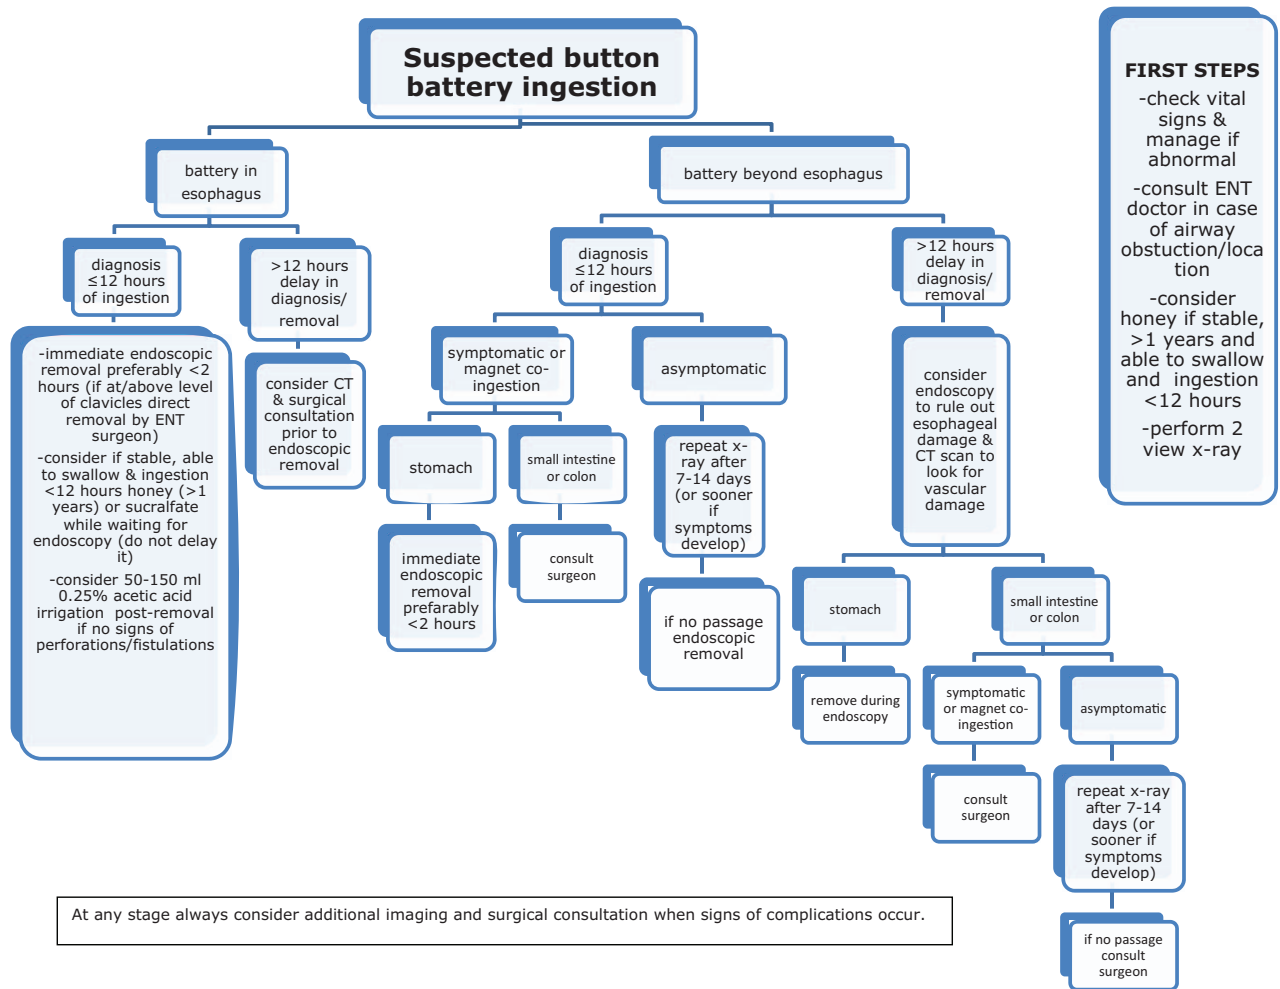 Suspected button
battery ingestion
FIRST STEPS
-check vital
signs &
manage if
abnormal
-consult ENT
doctor in case
of airway
obstuction/loca
tion
-consider
honey if stable,
>1 years and
able to swallow
and ingestion
<12 hours
-perform 2
view x-ray
battery in
esophagus
battery beyond esophagus
diagnosis
≤12 hours
of ingestion
>12 hours
delay in
diagnosis/
removal
diagnosis
≤12 hours
of ingestion
>12 hours
delay in
diagnosis/
removal
-immediate endoscopic
removal preferably <2
hours (if at/above level
of clavicles direct
removal by ENT
surgeon)
-consider if stable, able
to swallow & ingestion
<12 hours honey (>1
years) or sucralfate
while waiting for
endoscopy (do not delay
it)
-consider 50-150 ml
0.25% acetic acid
irrigation post-removal
if no signs of
perforations/fistulations
consider CT
& surgical
consultation
prior to
endoscopic
removal
symptomatic or
magnet co-
ingestion
asymptomatic
consider
endoscopy
to rule out
esophageal
damage &
CT scan to
look for
vascular
damage
stomach
small intestine
or colon
repeat x-
ray after
7-14 days
(or sooner
if
symptoms
develop)
immediate
endoscopic
removal
prefarably
<2 hours
consult
surgeon
if no passage
endoscopic
removal
stomach
small intestine
or colon
remove during
endoscopy
symptomatic
or magnet co-
ingestion
asymptomatic
consult
surgeon
repeat x-ray
after 7-14
days (or
sooner if
symptoms
develop)
if no passage
consult
surgeon
At any stage always consider additional imaging and surgical consultation when signs of complications occur.